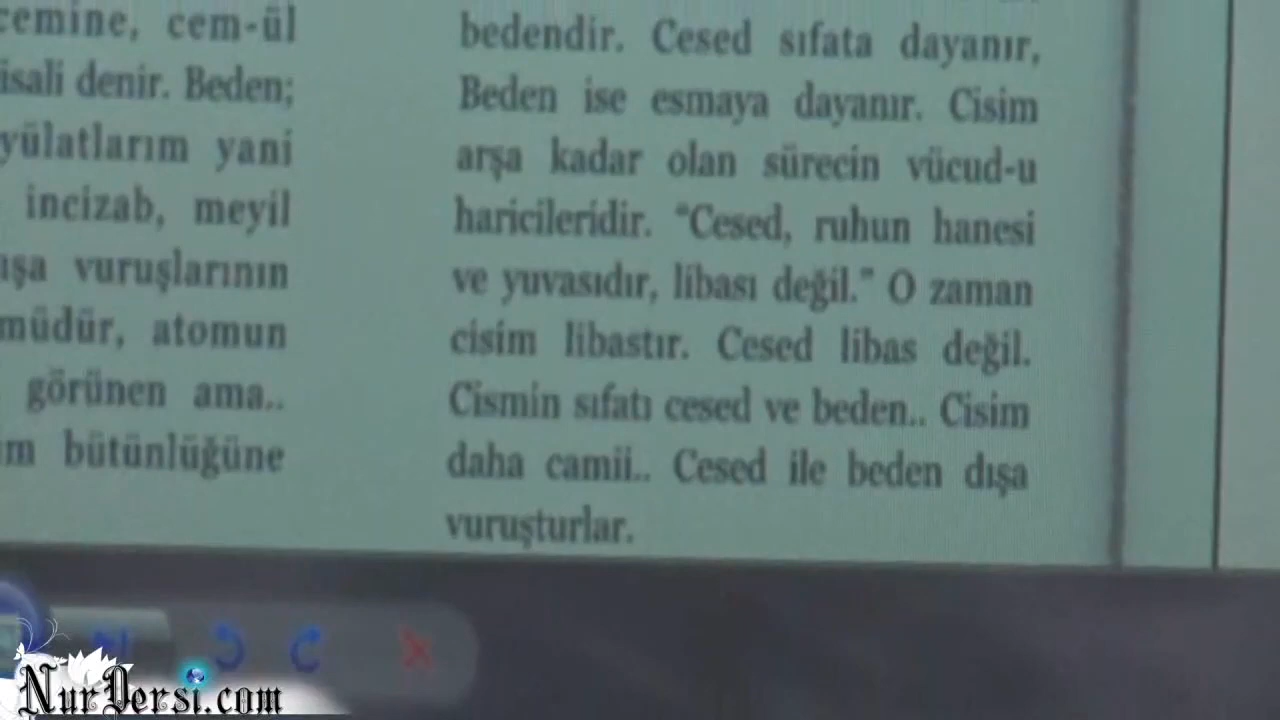 cemine, cem-ül
isali denir. Beden;
yülatlarım yani
incizab, meyil
ışa vuruşlarının
müdür, atomun
görünen ama..
m bütünlüğüne
bedendir. Cesed sıfata dayanır,
Beden ise esmaya dayanır. Cisim
arşa kadar olan sürecin vücud-u
haricileridir. “Cesed, ruhun hanesi
ve yuvasıdır, libası değil.” O zaman
cisim libastır. Cesed libas değil.
Cismin sıfatı cesed ve beden.. Cisim
daha camii.. Cesed ile beden dışa
vuruşturlar.
NurDersi.com